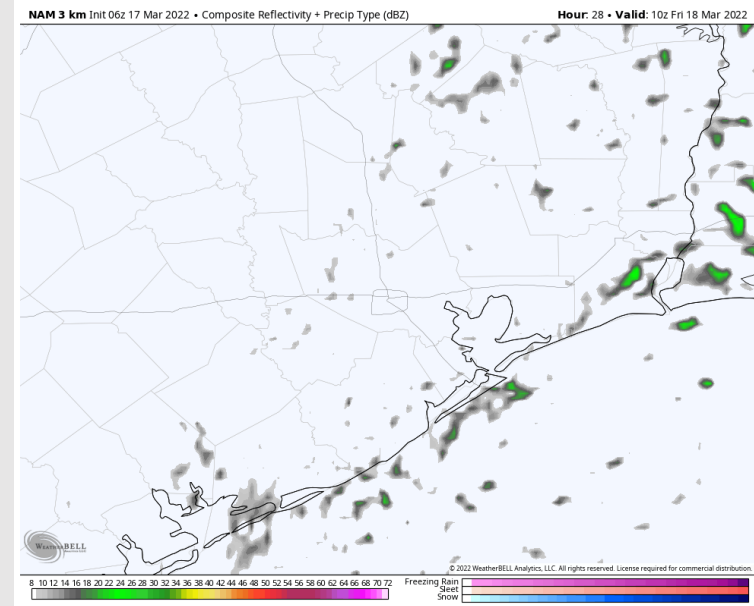 NAM 3 km Init 06z 17 Mar 2022 • Composite Reflectivity + Precip Type (dBZ)
Hour: 28 • Valid: 10z Fri 18 Mar 2022
WEATHERBELL
© 2022 WeatherBELL Analytics, LLC. All rights reserved. License required for commercial distribution.
8 10 12 14 16 18 20 22 24 26 28 30 32 34 36 38 40 42 44 46 48 50 52 54 56 58 60 62 64 66 68 70 72
Freezing Rain
Sleet
Snow